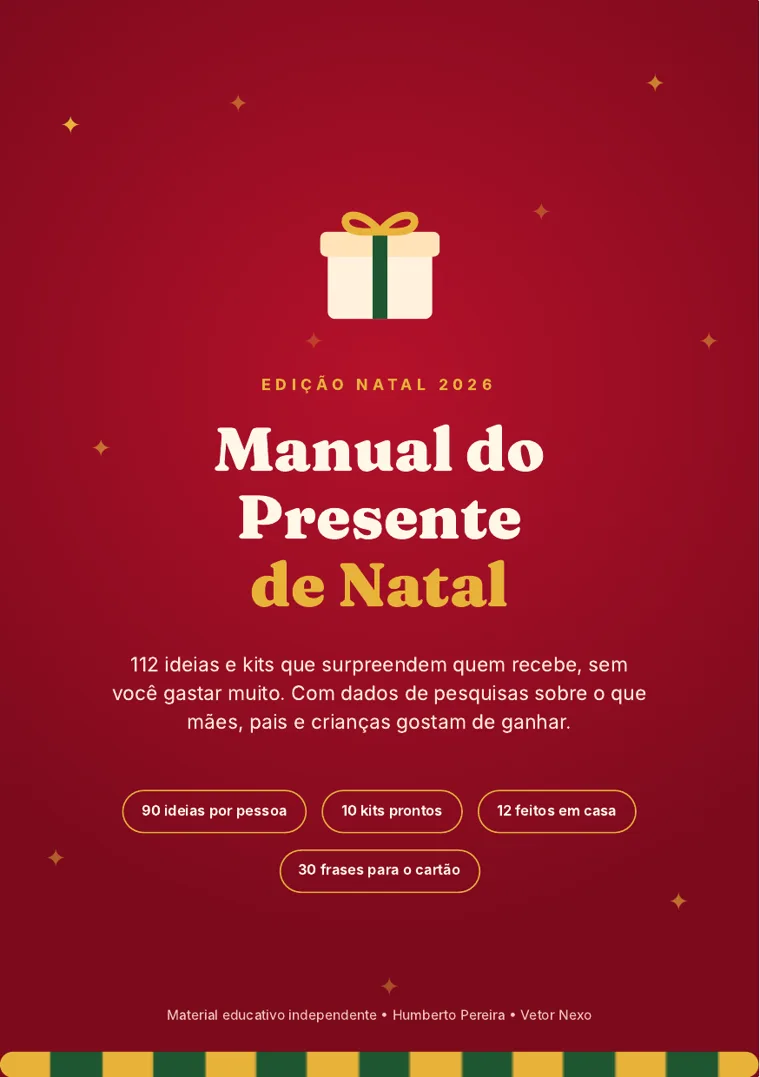 EDIÇÃO NATAL 2026
Manual do
Presente
de Natal
112 ideias e kits que surpreendem quem recebe, sem
você gastar muito. Com dados de pesquisas sobre o que
mães, pais e crianças gostam de ganhar.
90 ideias por pessoa
10 kits prontos
12 feitos em casa
30 frases para o cartão
Material educativo independente • Humberto Pereira • Vetor Nexo